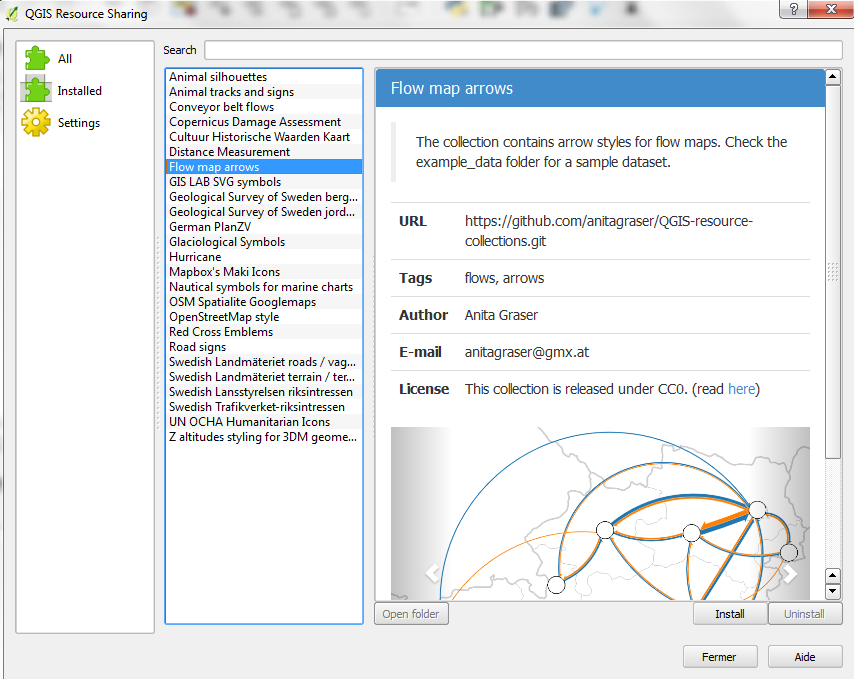 QGIS Resource Sharing
?
All
Installed
Settings
Search
Animal silhouettes
Animal tracks and signs
Conveyor belt flows
Copernicus Damage Assessment
Cultuur Historische Waarden Kaart
Distance Measurement
Flow map arrows
GIS LAB SVG symbols
Geological Survey of Sweden berg...
Geological Survey of Sweden jord...
German PlanZV
Glaciological Symbols
Hurricane
Mapbox's Maki Icons
Nautical symbols for marine charts
OSM Spatialite Googlemaps
OpenStreetMap style
Red Cross Emblems
Road signs
Swedish Landmäteriet roads / vag...
Swedish Landmäteriet terrain / ter...
Swedish Lansstyrelsen riksintressen
Swedish Trafikverket-riksintressen
UN OCHA Humanitarian Icons
Z altitudes styling for 3DM geome...
Flow map arrows
The collection contains arrow styles for flow maps. Check the
example_data folder for a sample dataset.
URL https://github.com/anitagraser/QGIS-resource-
collections.git
Tags flows, arrows
Author Anita Graser
E-mail anitagraser@gmx.at
License This collection is released under CC0. (read here)
Open folder Install Uninstall
Fermer Aide